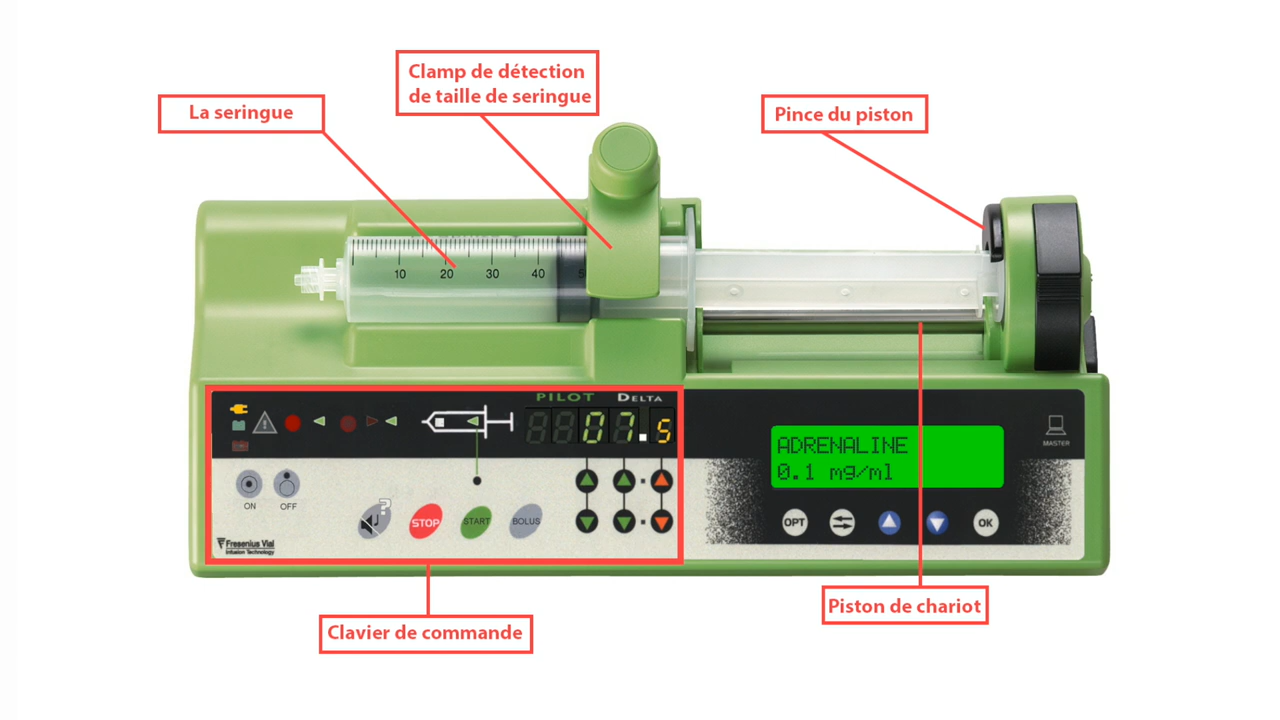 Clamp de détection
de taille de seringue
La seringue
Pince du piston
10 20 30 40
PILOT DELTA
07.5
ADRENALINE
0.1 mg/ml
MASTER
ON OFF
STOP START BOLUS
OPT OK
Fresenius Vial
Infusion Technology
Piston de chariot
Clavier de commande